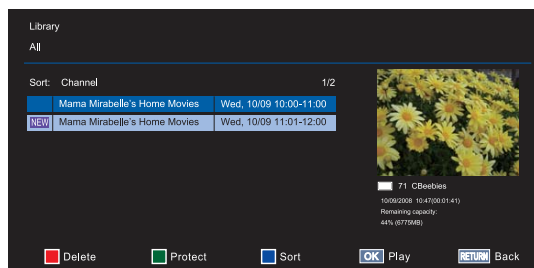 Library
All
Sort: Channel 1/2
Mama Mirabelle's Home Movies Wed, 10/09 10:00-11:00
NEW Mama Mirabelle's Home Movies Wed, 10/09 11:01-12:00
71 CBeebies
10/09/2008 10:47(00:01:41)
Remaining capacity:
44% (6775MB)
Delete Protect Sort OK Play RETURN Back